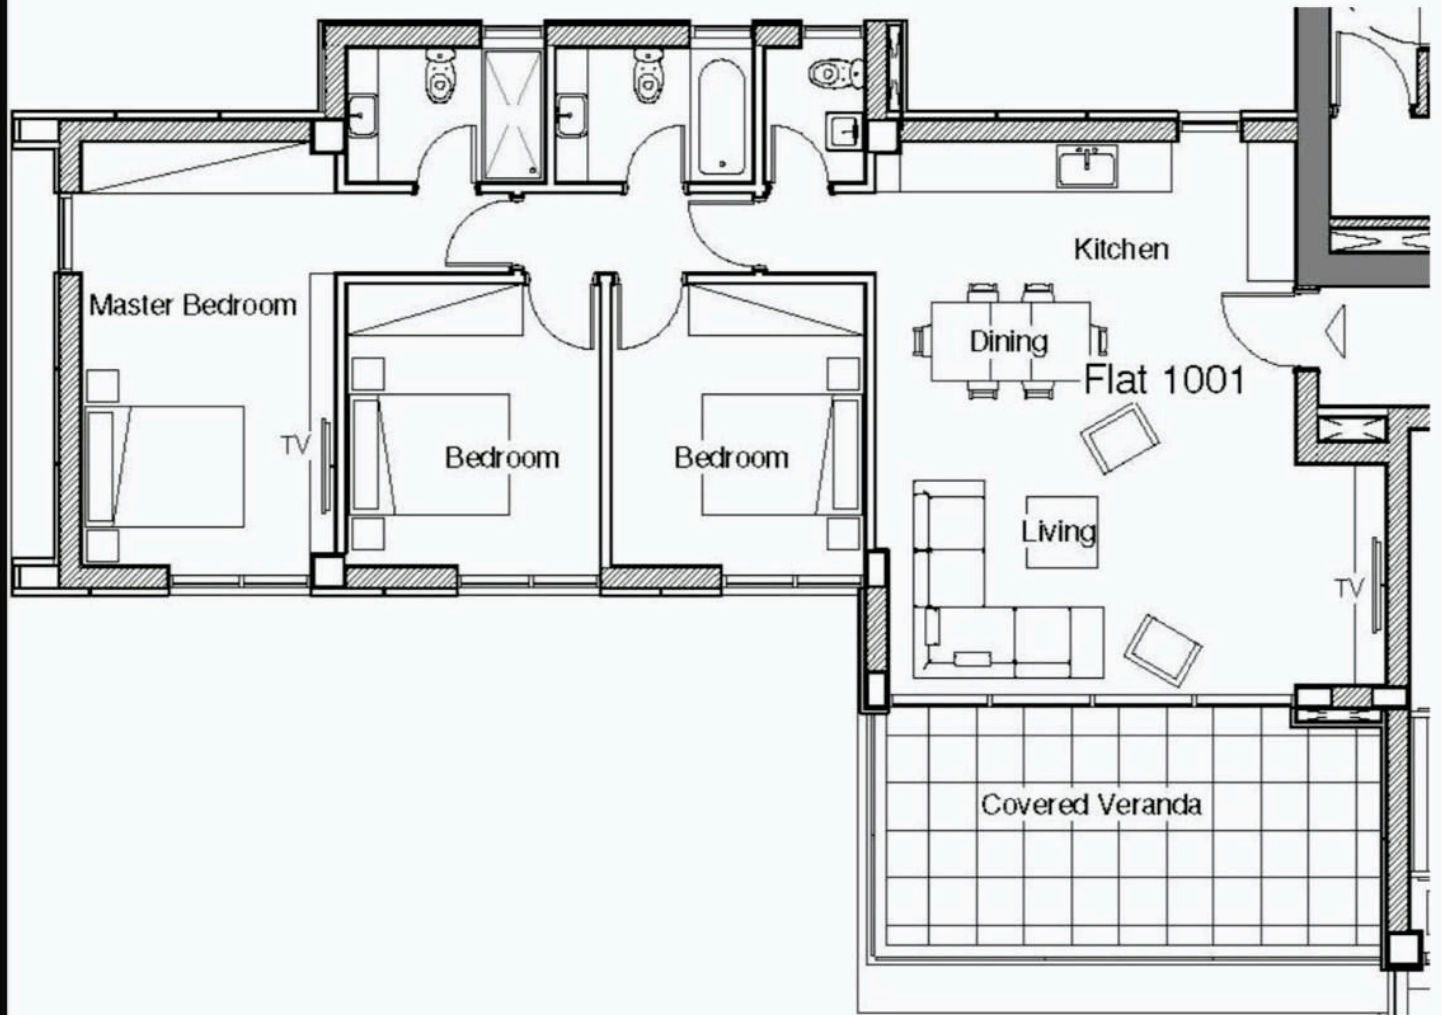 Kitchen
Master Bedroom
Dining
Flat 1001
TV
Bedroom
Bedroom
Living
TV
Covered Veranda